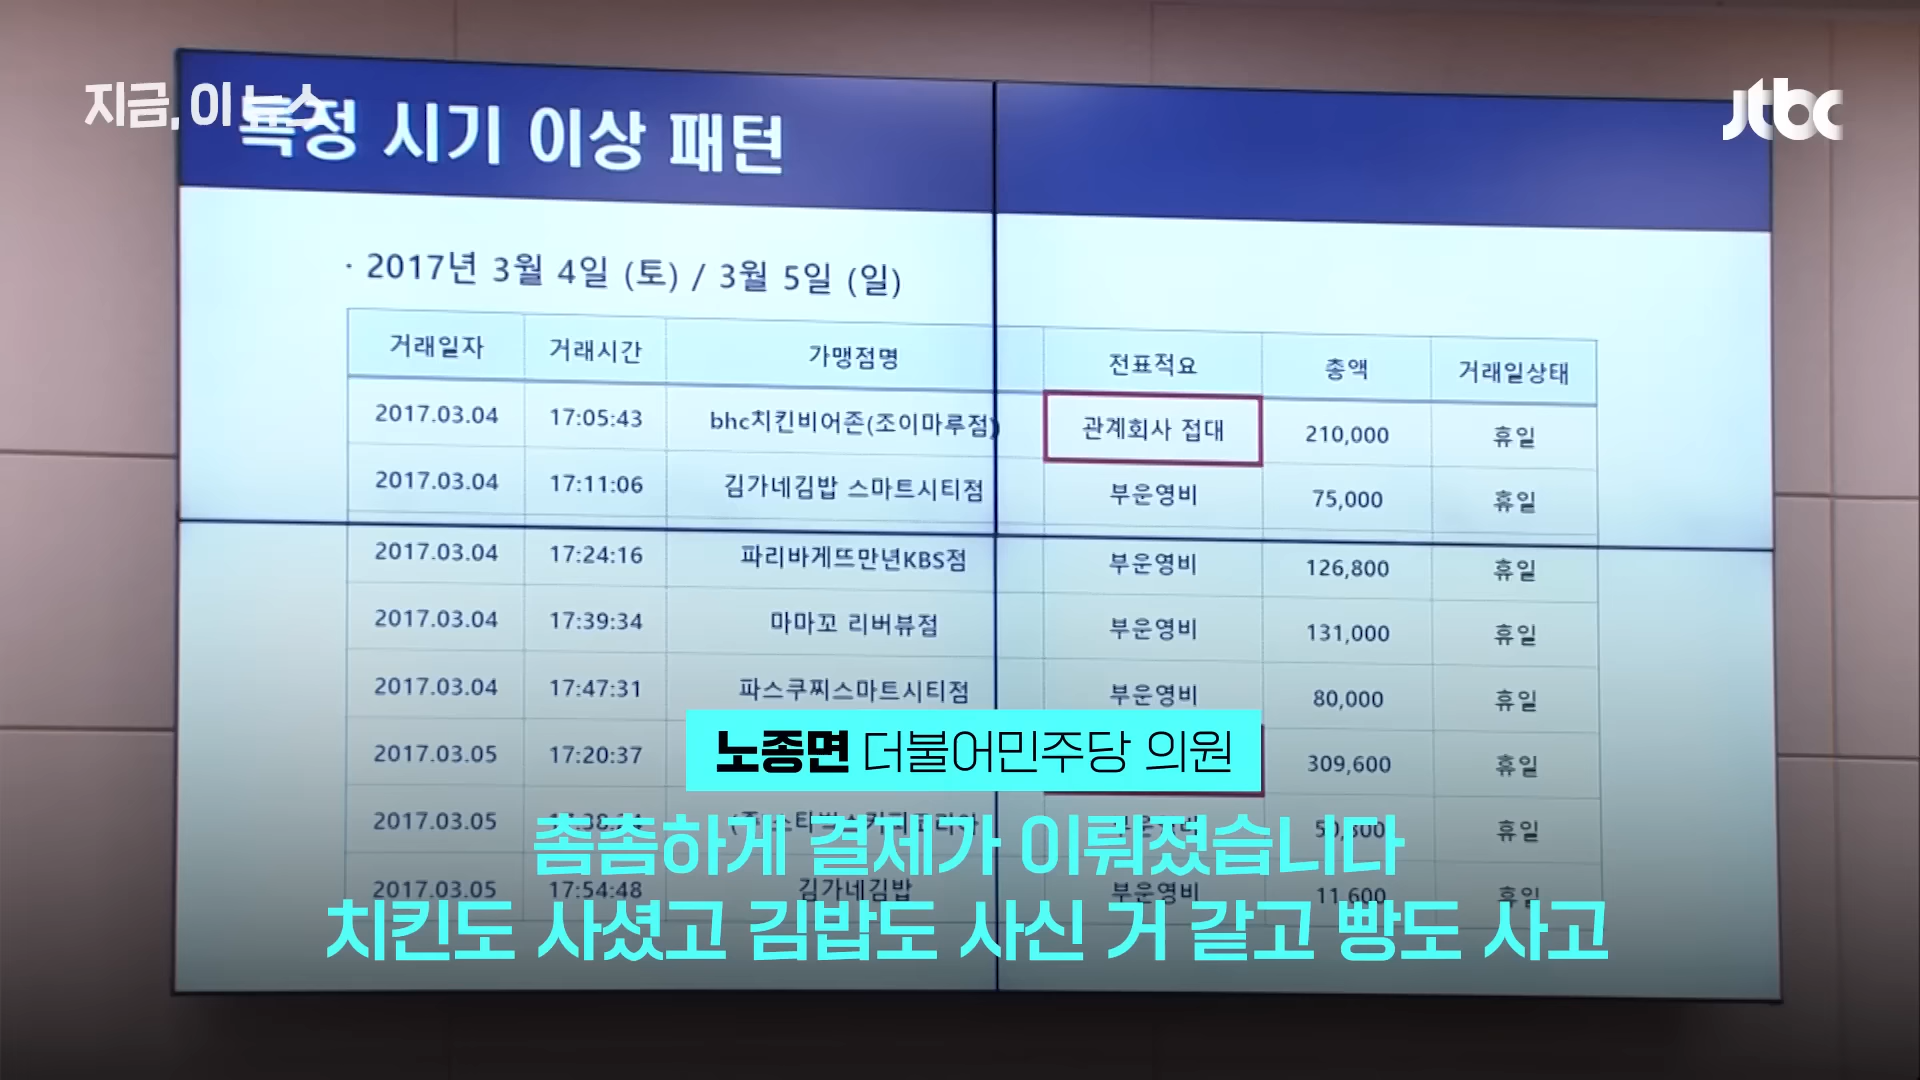 지금, 이 뉴스
jtbc
특정 시기 이상 패턴
· 2017년 3월 4일 (토) / 3월 5일 (일)
거래일자 거래시간 가맹점명 전표적요 총액 거래일상태
2017.03.04 17:05:43 bhc치킨비어존(조이마루점) 관계회사 접대 210,000 휴일
2017.03.04 17:11:06 김가네김밥 스마트시티점 부운영비 75,000 휴일
2017.03.04 17:24:16 파리바게뜨만년KBS점 부운영비 126,800 휴일
2017.03.04 17:39:34 마마꼬 리버뷰점 부운영비 131,000 휴일
2017.03.04 17:47:31 파스쿠찌스마트시티점 부운영비 80,000 휴일
2017.03.05 17:20:37 309,600 휴일
노종면 더불어민주당 의원
2017.03.05 부운영비 휴일
촘촘하게 결제가 이뤄졌습니다
2017.03.05 17:54:48 김가네김밥 부운영비 11,600 휴일
치킨도 사셨고 김밥도 사신 거 같고 빵도 사고